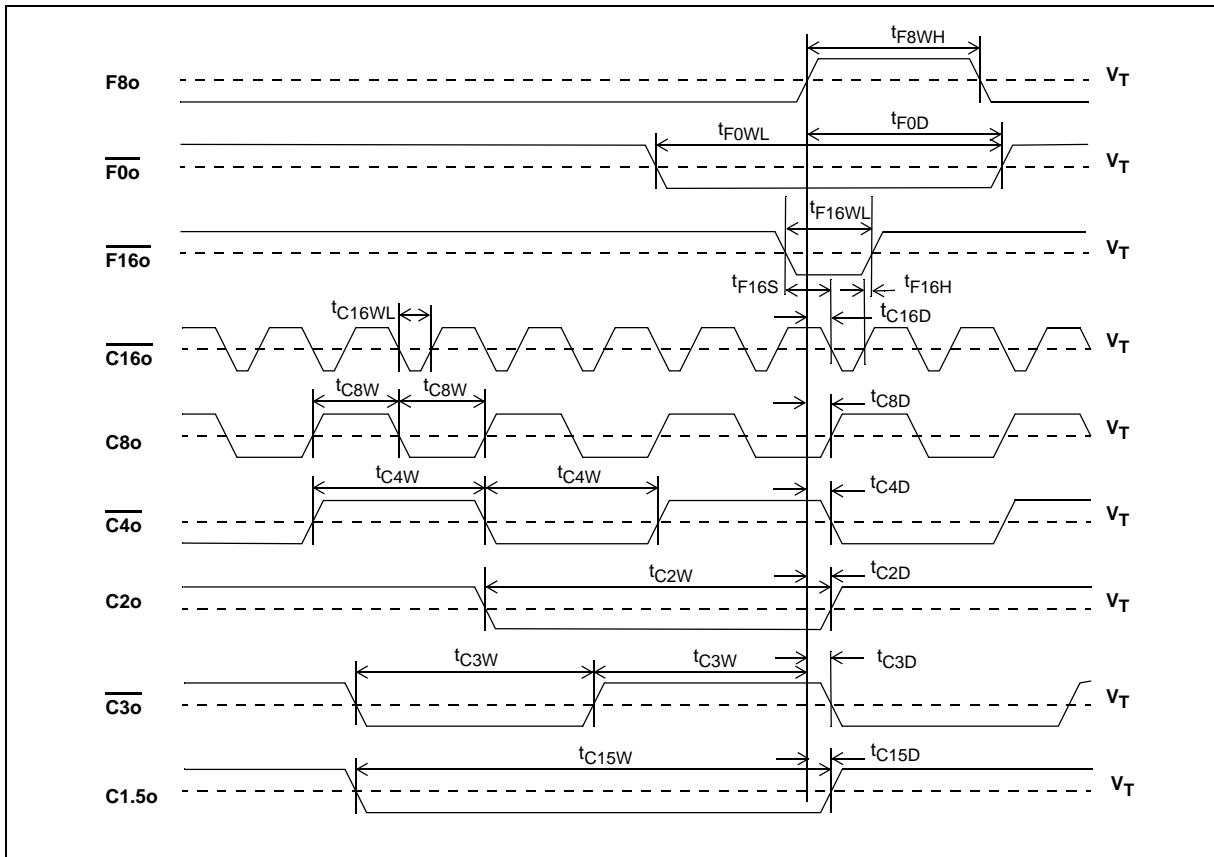 tF8WH
F8o VT
tF0WL tF0D
F0o VT
tF16WL
F16o VT
tF16S tF16H
tC16WL tC16D
C16o VT
tC8W tC8W tC8D
C8o VT
tC4W tC4W tC4D
C4o VT
tC2W tC2D
C2o VT
tC3W tC3W tC3D
C3o VT
tC15W tC15D
C1.5o VT